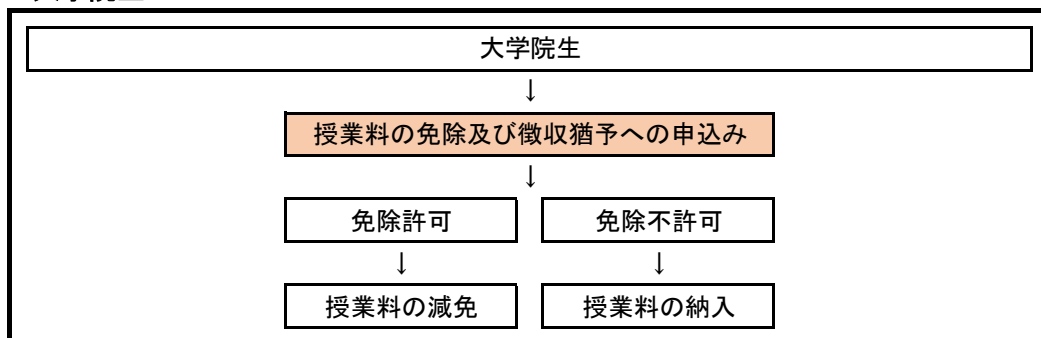 大学院生
↓
授業料の免除及び徴収猶予への申込み
↓
免除許可 免除不許可
↓ ↓
授業料の減免 授業料の納入